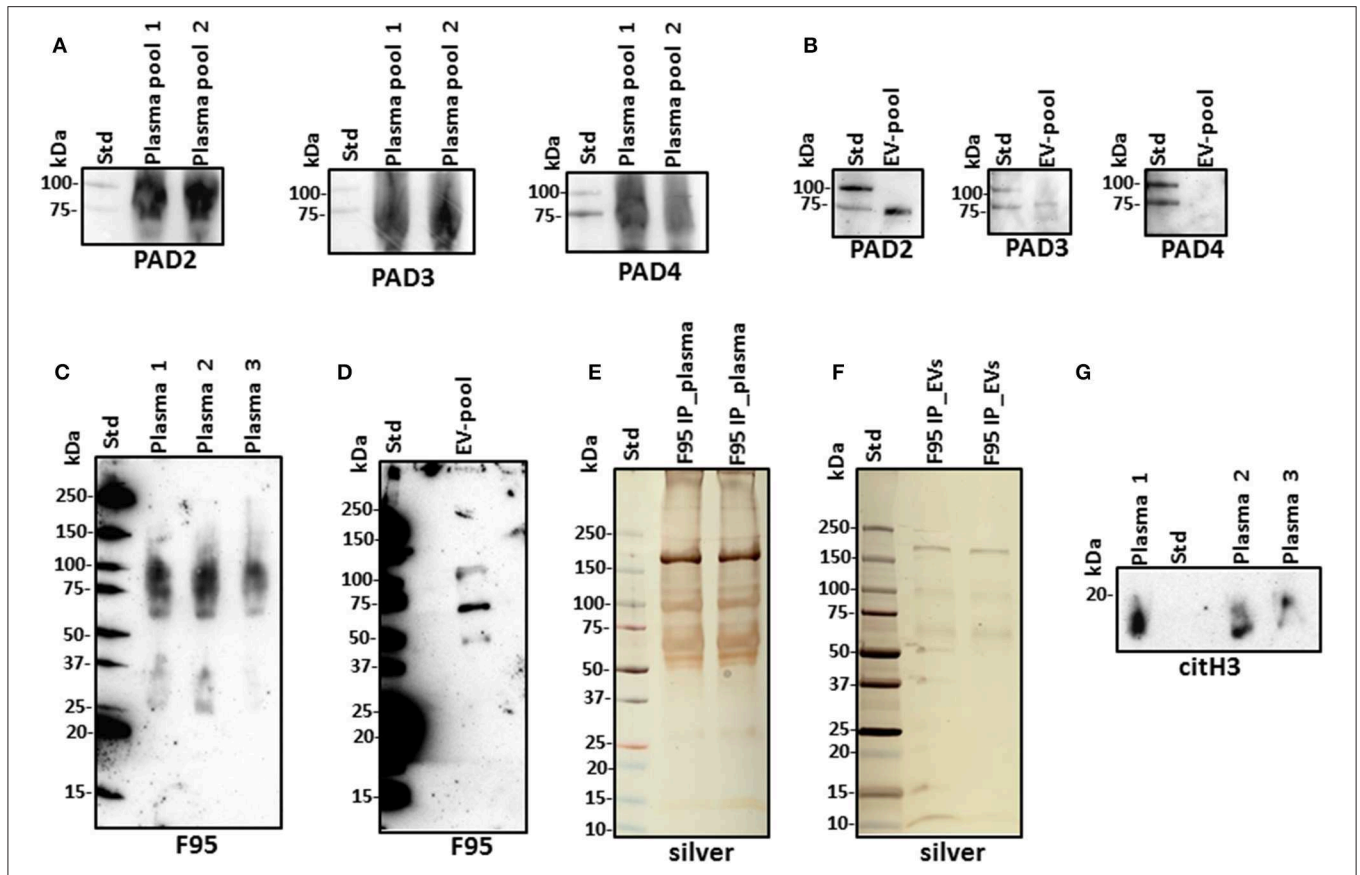 A
kDa
Std
Plasma pool 1
Plasma pool 2
100-
75-
PAD2
kDa
Std
Plasma pool 1
Plasma pool 2
100-
75-
PAD3
kDa
Std
Plasma pool 1
Plasma pool 2
100-
75-
PAD4
B
kDa
Std
EV-pool
100-
75-
PAD2
kDa
Std
EV-pool
100-
75-
PAD3
kDa
Std
EV-pool
100-
75-
PAD4
C
kDa
Std
Plasma 1
Plasma 2
Plasma 3
250-
150-
100-
75-
50-
37-
25-
20-
15-
F95
D
kDa
Std
EV-pool
250-
150-
100-
75-
50-
37-
25-
20-
15-
F95
E
kDa
Std
F95 IP_plasma
F95 IP_plasma
250-
150-
100-
75-
50-
37-
25-
20-
15-
10-
silver
F
kDa
Std
F95 IP_EVs
F95 IP_EVs
250-
150-
100-
75-
50-
37-
25-
20-
15-
10-
silver
G
kDa
Plasma 1
Std
Plasma 2
Plasma 3
20-
citH3